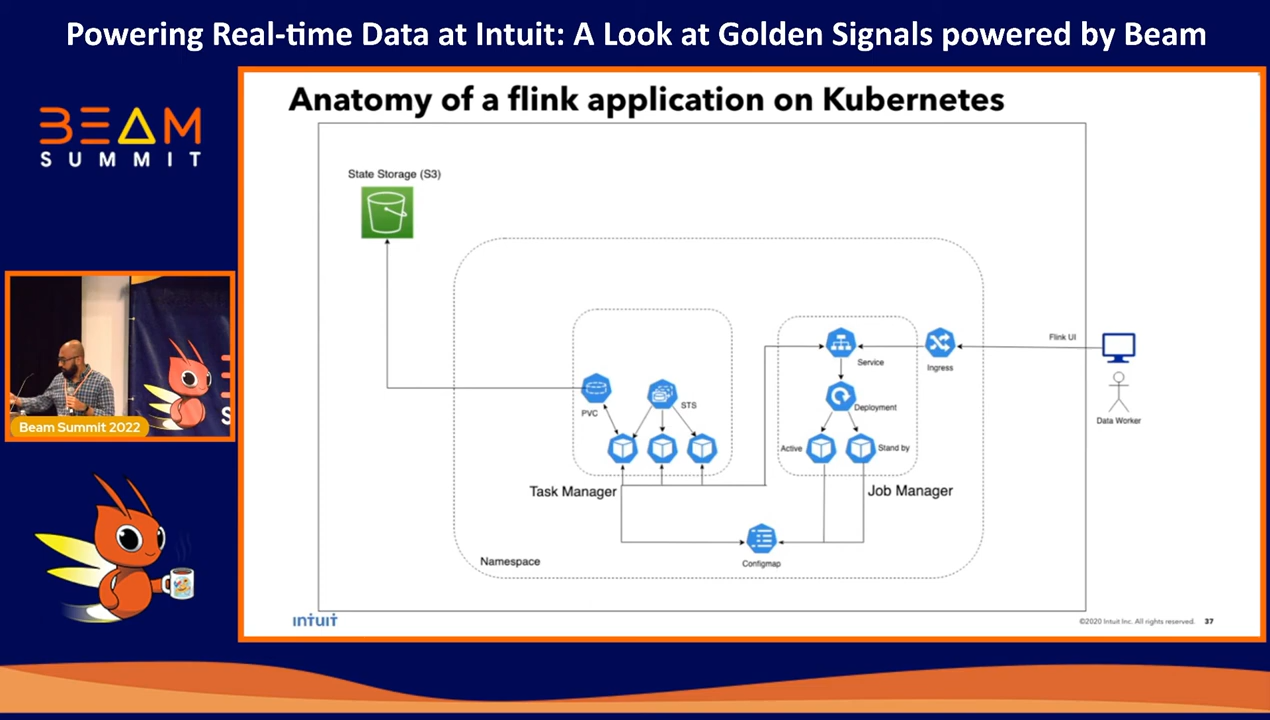 Powering Real-time Data at Intuit: A Look at Golden Signals powered by Beam
BEAM
SUMMIT
Beam Summit 2022
Anatomy of a flink application on Kubernetes
State Storage (S3)
Flink UI
Service
Ingress
PVC
STS
Deployment
Data Worker
Active
Stand by
Task Manager
Job Manager
Namespace
Configmap
INTUIT
©2020 Intuit Inc. All rights reserved.
37